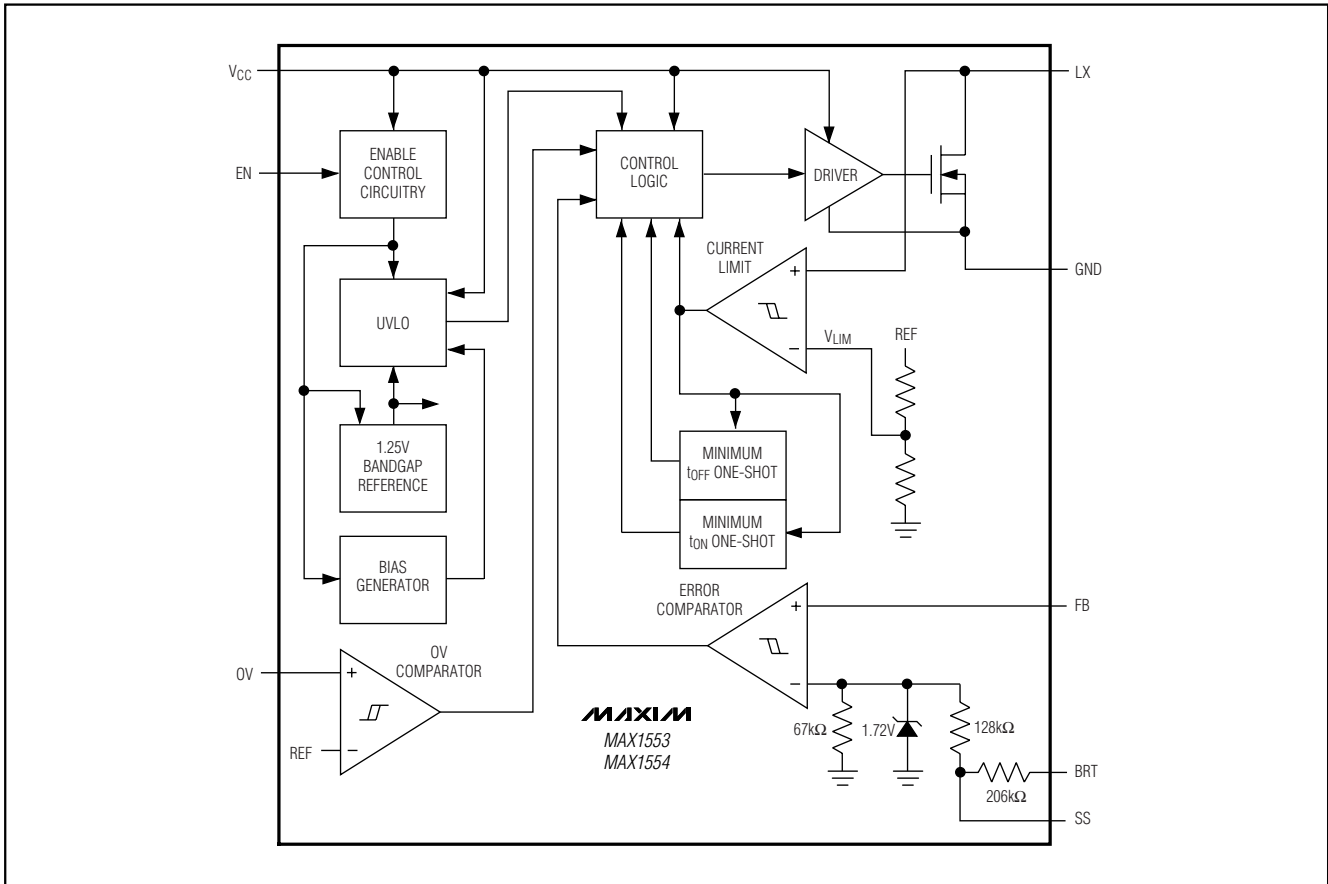 VCC
LX
EN
ENABLE
CONTROL
CIRCUITRY
CONTROL
LOGIC
DRIVER
CURRENT
LIMIT
+
−
GND
UVLO
VLIM
REF
1.25V
BANDGAP
REFERENCE
MINIMUM
tOFF ONE-SHOT
MINIMUM
tON ONE-SHOT
BIAS
GENERATOR
ERROR
COMPARATOR
+
−
FB
OV
OV
COMPARATOR
+
−
REF
MAXIM
MAX1553
MAX1554
67kΩ
1.72V
128kΩ
206kΩ
BRT
SS